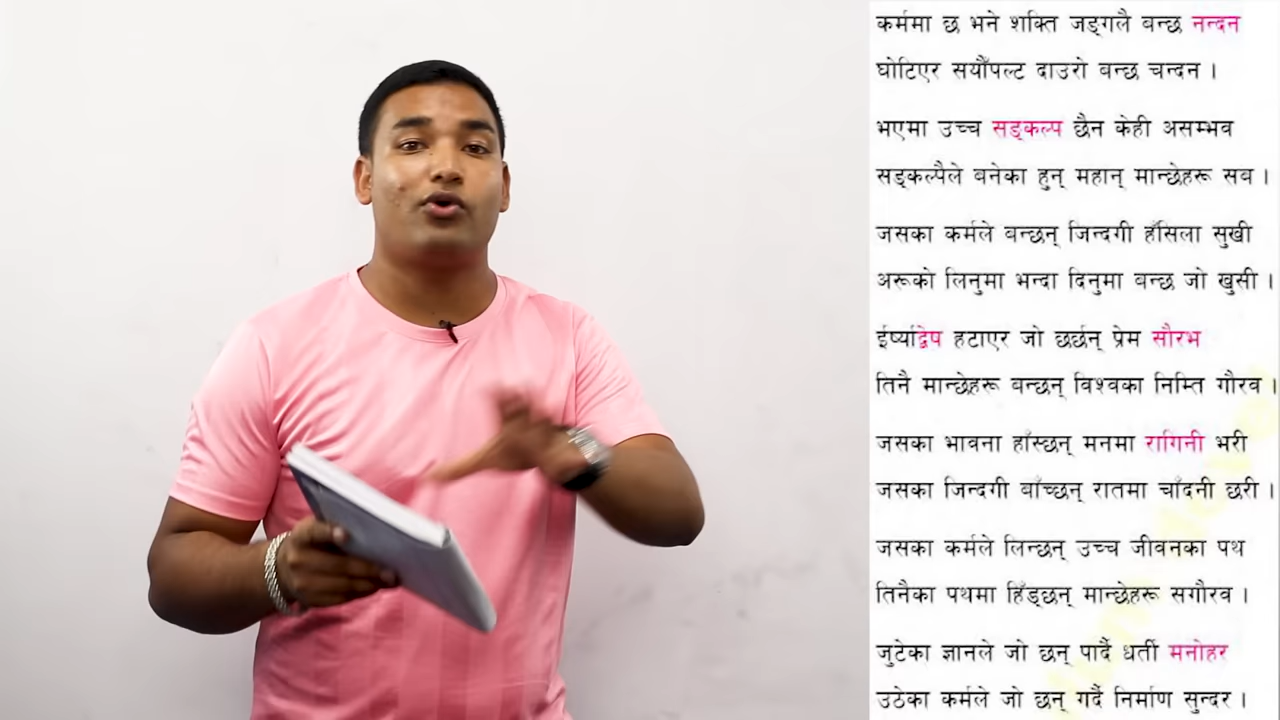 कर्ममा छ भने शक्ति जङ्गलै बन्छ नन्दन
घोटिएर सयौँपल्ट दाउरो बन्छ चन्दन ।
भएमा उच्च सङ्कल्प छैन केही असम्भव
सङ्कल्पैले बनेका हुन् महान् मान्छेहरू सब ।
जसका कर्मले बन्छन् जिन्दगी हँसिला सुखी
अरूको लिनुमा भन्दा दिनुमा बन्छ जो खुसी ।
ईर्ष्याद्वेष हटाएर जो छर्छन् प्रेम सौरभ
तिनै मान्छेहरू बन्छन् विश्वका निम्ति गौरव ।
जसका भावना हाँस्छन् मनमा रागिनी भरी
जसका जिन्दगी बाँच्छन् रातमा चाँदनी छरी ।
जसका कर्मले लिन्छन् उच्च जीवनका पथ
तिनैका पथमा हिँड्छन् मान्छेहरू सगौरव ।
जुटेका ज्ञानले जो छन् पार्दै धर्ती मनोहर
उठेका कर्मले जो छन् गर्दै निर्माण सुन्दर ।